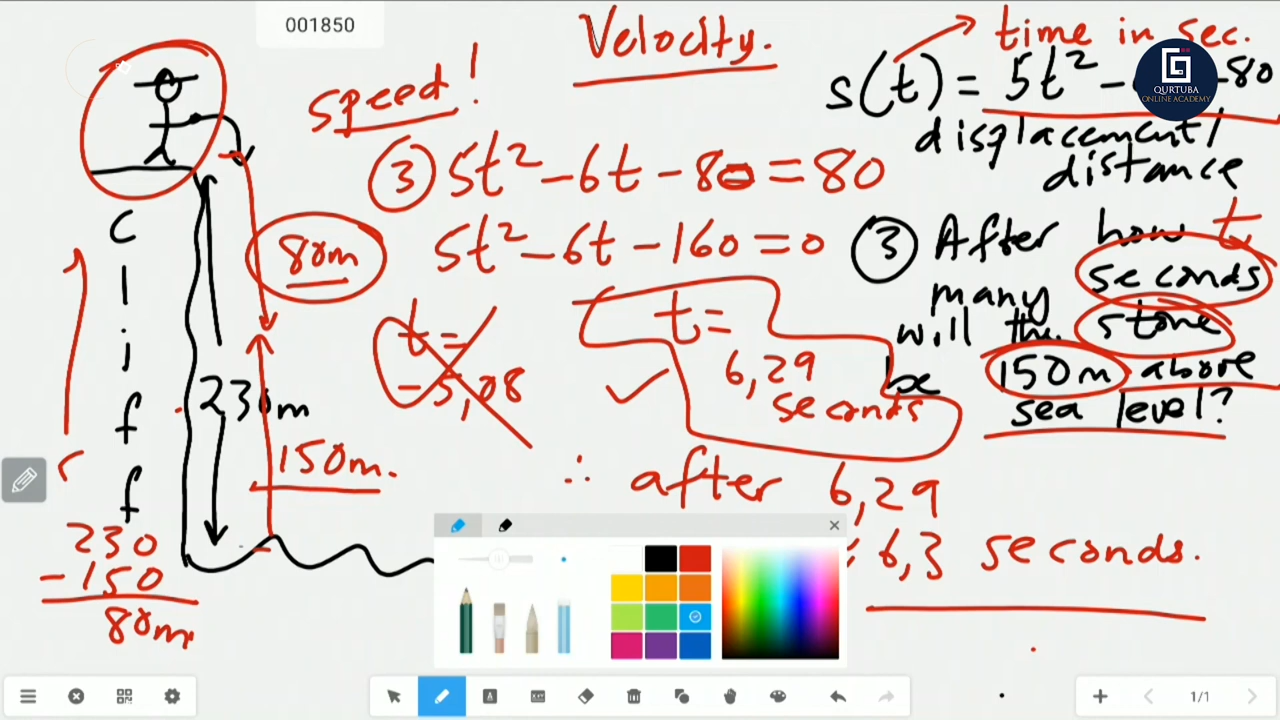 001850
Velocity.
time in sec.
speed!
s(t) = 5t² - -80
QURTUBA
ONLINE ACADEMY
displacement/
distance
③ 5t² - 6t - 80 = 80
5t² - 6t - 160 = 0
80m
③ After how t,
many seconds
will the stone
be 150m above
sea level?
t =
-5,08
t =
6,29
seconds
C
l
i
f
f
230m
150m.
∴ after 6,29
6,3 seconds.
230
-150
80m
1/1